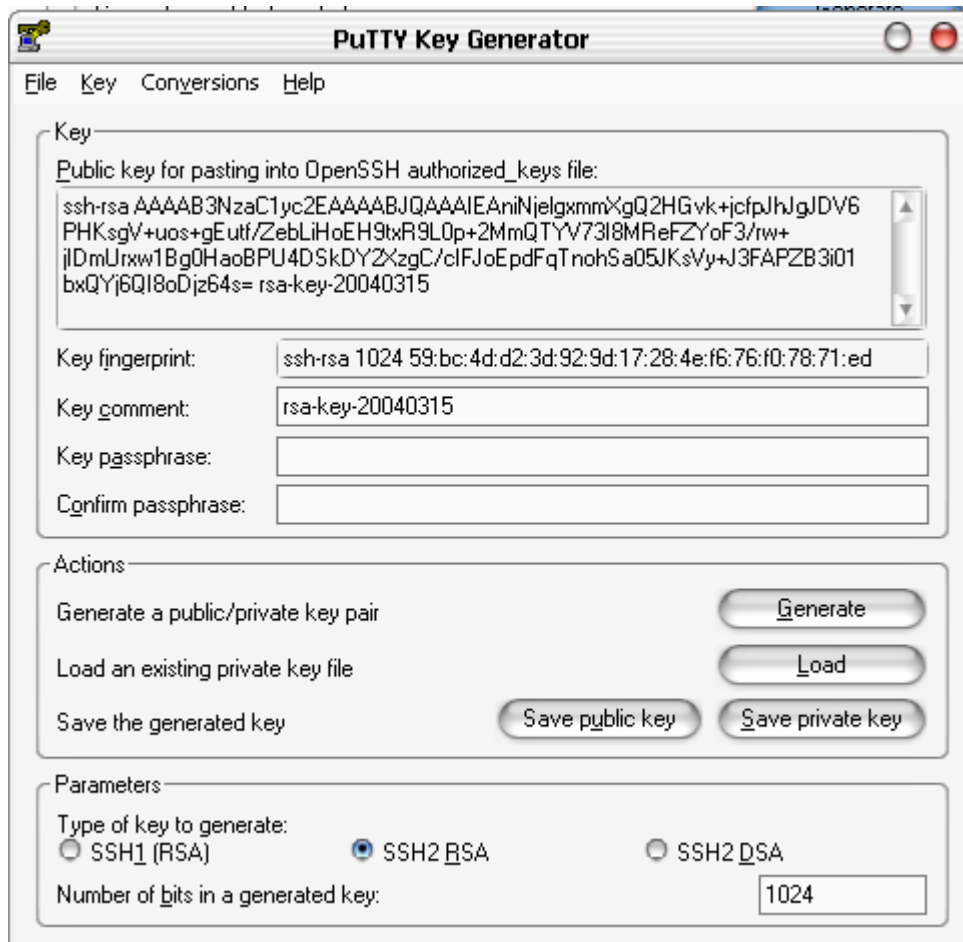 PuTTY Key Generator
File Key Conversions Help
Key
Public key for pasting into OpenSSH authorized_keys file:
ssh-rsa AAAAB3NzaC1yc2EAAAABJQAAAIEAniNjelgxmmXgQ2HGvk+jcfpJhJgJDV6
PHKsgV+uos+gEutf/ZebLiHoEH9txR9L0p+2MmQTYV73I8MReFZYoF3/rw+
jIDmUrxw1Bg0HaoBPU4DSkDY2XzgC/cIFJoEpdFqTnohSa05JKsVy+J3FAPZB3i01
bxQYj6QI8oDjz64s= rsa-key-20040315
Key fingerprint: ssh-rsa 1024 59:bc:4d:d2:3d:92:9d:17:28:4e:f6:76:f0:78:71:ed
Key comment: rsa-key-20040315
Key passphrase:
Confirm passphrase:
Actions
Generate a public/private key pair Generate
Load an existing private key file Load
Save the generated key Save public key Save private key
Parameters
Type of key to generate:
SSH1 (RSA) SSH2 RSA SSH2 DSA
Number of bits in a generated key: 1024